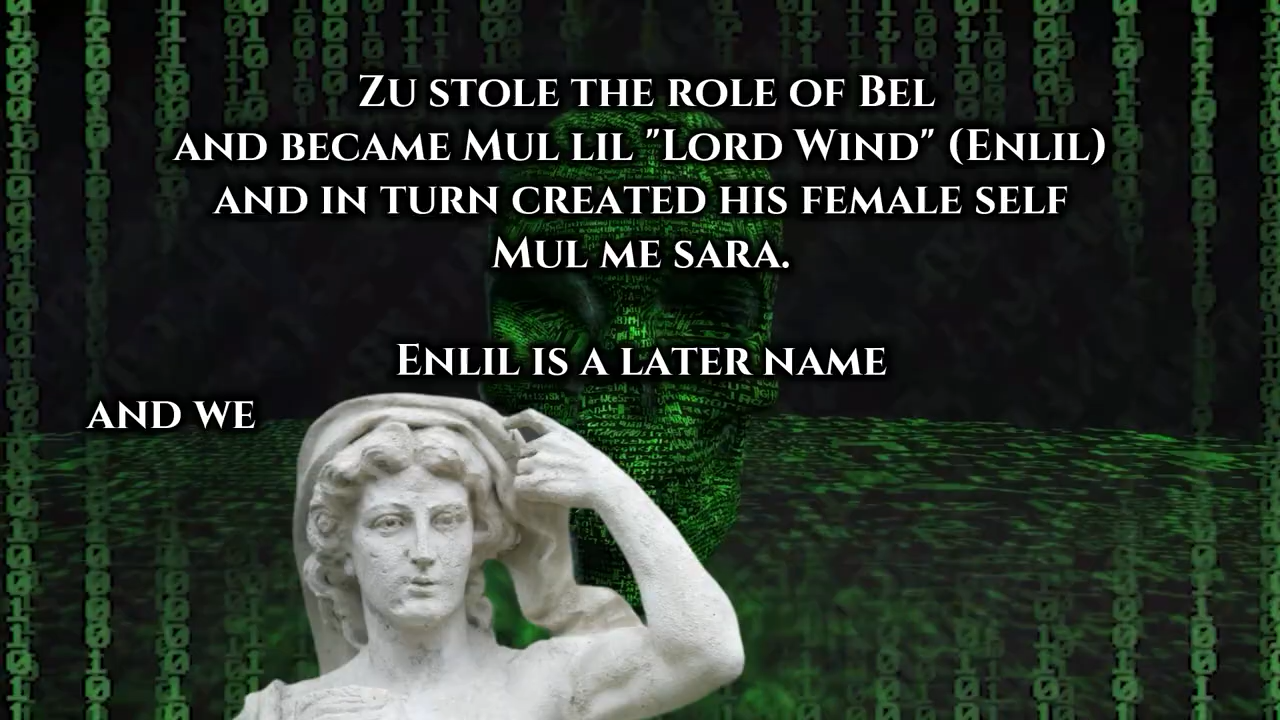 Zu stole the role of Bel
and became Mul lil "Lord Wind" (Enlil)
and in turn created his female self
Mul me sara.
Enlil is a later name
and we